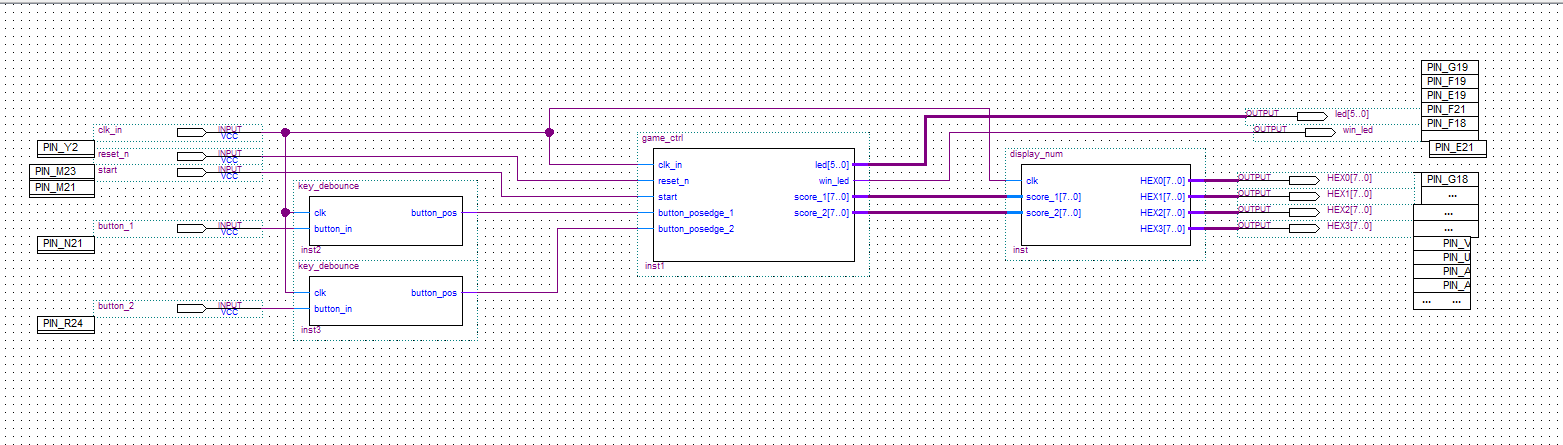 PIN_G19
PIN_F19
PIN_E19
PIN_F21
PIN_F18
PIN_E21
OUTPUT led[5..0]
OUTPUT win_led
clk_in INPUT VCC
PIN_Y2
reset_n INPUT VCC
PIN_M23
start INPUT VCC
PIN_M21
button_1 INPUT VCC
PIN_N21
button_2 INPUT VCC
PIN_R24
key_debounce
clk button_pos
button_in
inst2
key_debounce
clk button_pos
button_in
inst3
game_ctrl
clk_in led[5..0]
reset_n win_led
start score_1[7..0]
button_posedge_1 score_2[7..0]
button_posedge_2
inst1
display_num
clk HEX0[7..0]
score_1[7..0] HEX1[7..0]
score_2[7..0] HEX2[7..0]
HEX3[7..0]
inst
OUTPUT HEX0[7..0]
OUTPUT HEX1[7..0]
OUTPUT HEX2[7..0]
OUTPUT HEX3[7..0]
PIN_G18
...
...
...
PIN_V
PIN_U
PIN_A
PIN_A
... ...